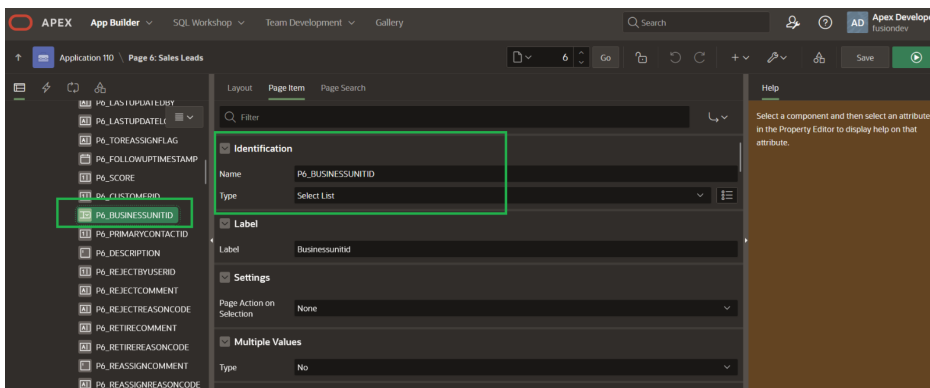 APEX App Builder SQL Workshop Team Development Gallery Search AD Apex Develope
fusiondev
Application 110 \ Page 6: Sales Leads 6 Go Save
Layout Page Item Page Search Help
P6_LASTUPDATEDBY
P6_LASTUPDATELO
P6_TOREASSIGNFLAG
P6_FOLLOWUPTIMESTAMP
P6_SCORE
P6_CUSTOMERID
P6_BUSINESSUNITID
P6_PRIMARYCONTACTID
P6_DESCRIPTION
P6_REJECTBYUSERID
P6_REJECTCOMMENT
P6_REJECTREASONCODE
P6_RETIRECOMMENT
P6_RETIREREASONCODE
P6_REASSIGNCOMMENT
P6_REASSIGNREASONCODE
Filter
Identification
Name P6_BUSINESSUNITID
Type Select List
Label
Label Businessunitid
Settings
Page Action on
Selection None
Multiple Values
Type No
Select a component and then select an attribute
in the Property Editor to display help on that
attribute.